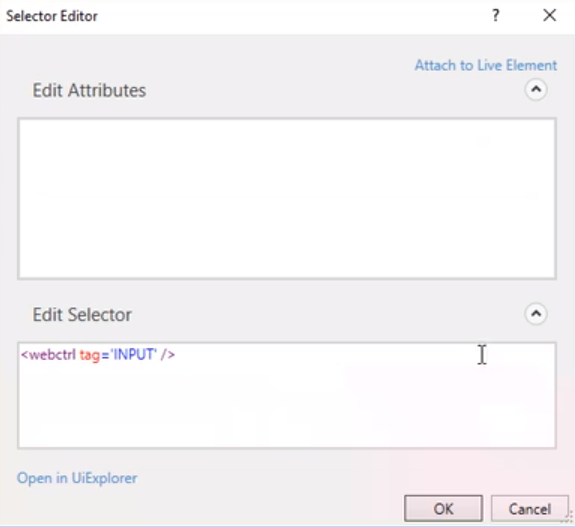 Selector Editor
?
Attach to Live Element
Edit Attributes
Edit Selector
<webctrl tag='INPUT' />
Open in UiExplorer
OK Cancel